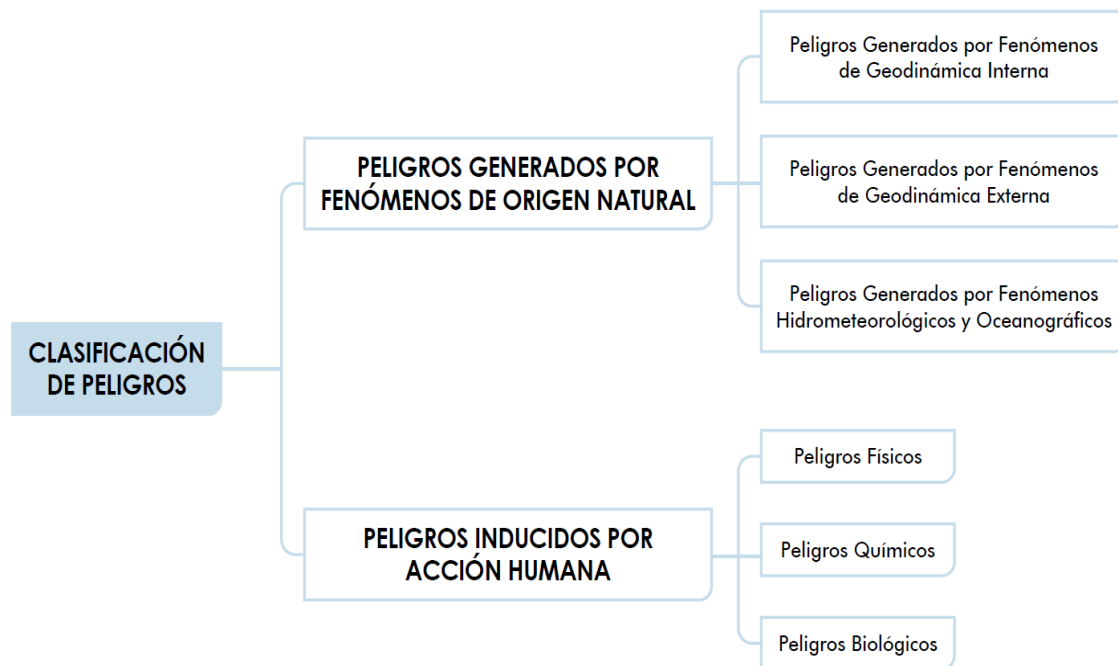 CLASIFICACIÓN
DE PELIGROS
PELIGROS GENERADOS POR
FENÓMENOS DE ORIGEN NATURAL
Peligros Generados por Fenómenos
de Geodinámica Interna
Peligros Generados por Fenómenos
de Geodinámica Externa
Peligros Generados por Fenómenos
Hidrometeorológicos y Oceanográficos
PELIGROS INDUCIDOS POR
ACCIÓN HUMANA
Peligros Físicos
Peligros Químicos
Peligros Biológicos